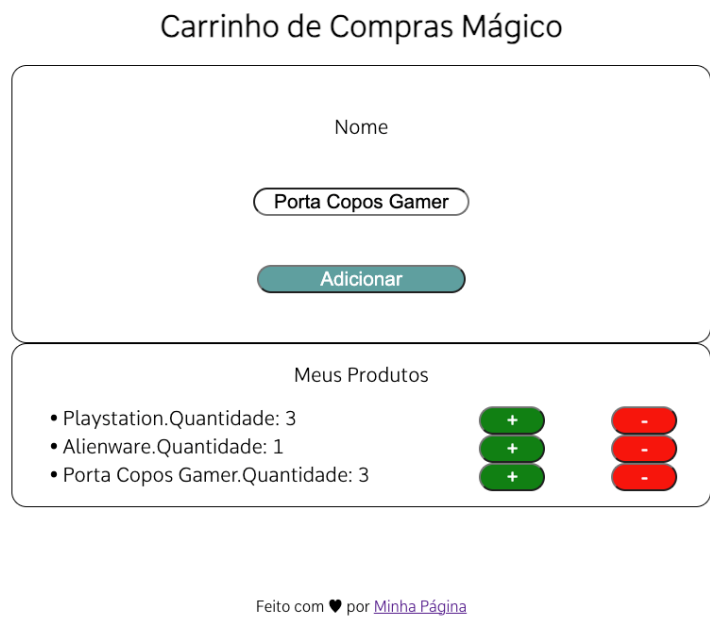 Carrinho de Compras Mágico
Nome
Porta Copos Gamer
Adicionar
Meus Produtos
• Playstation.Quantidade: 3 + -
• Alienware.Quantidade: 1 + -
• Porta Copos Gamer.Quantidade: 3 + -
Feito com ♥ por Minha Página